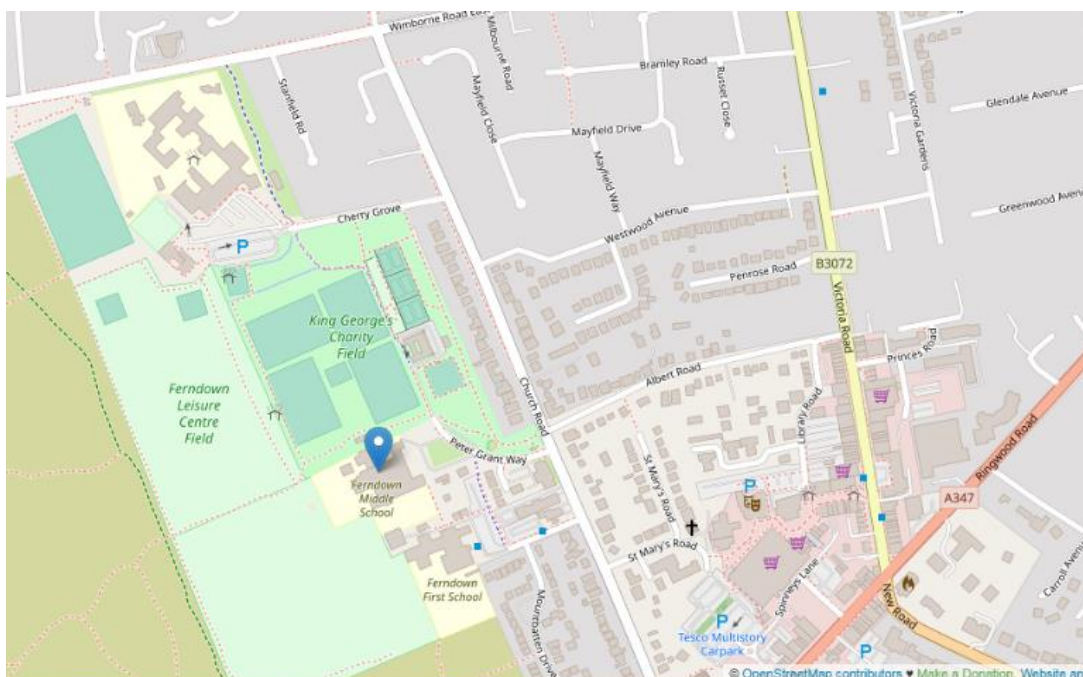 Wimborne Road East
Milbourne Road
Bramley Road
Russet Close
Glendale Avenue
Stanfield Rd
Mayfield Close
Mayfield Drive
Victoria Gardens
Mayfield Way
Cherry Grove
Westwood Avenue
Greenwood Avenue
P
Penrose Road
B3072
Victoria Road
King George's
Charity
Field
Princes Road
Albert Road
Ferndown
Leisure
Centre
Field
Church Road
Library Road
Ringwood Road
Peter Grant Way
St Mary's Road
P
A347
Ferndown
Middle
School
St Mary's Road
Spinneys Lane
Carroll Avenue
Ferndown
First School
Mountbatten Drive
New Road
P
Tesco Multistory
Carpark
P
© OpenStreetMap contributors ♥ Make a Donation. Website an